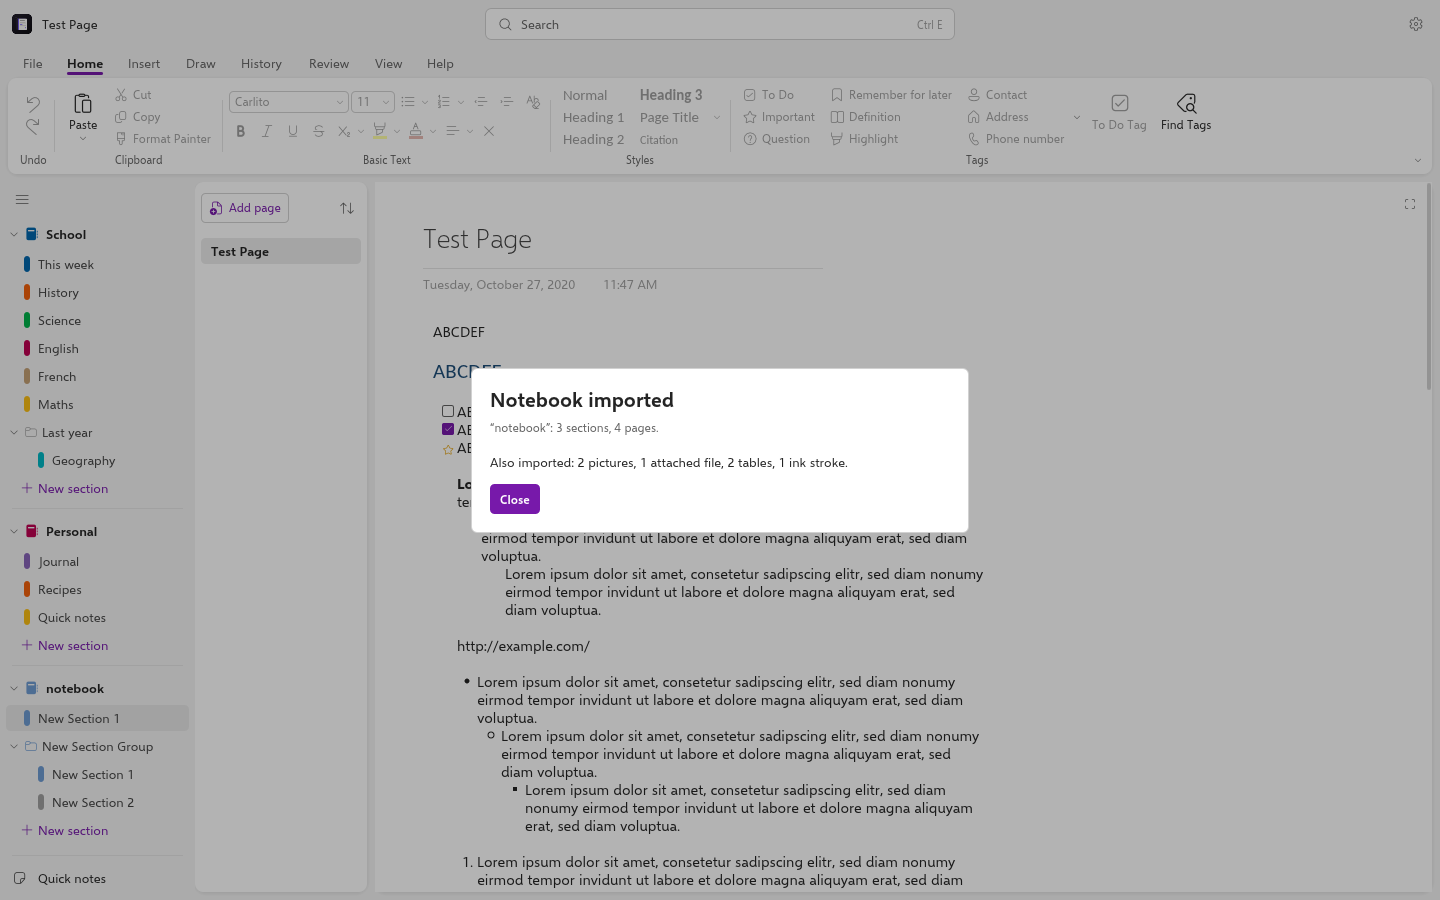 Test Page
Search
Ctrl E
File
Home
Insert
Draw
History
Review
View
Help
Undo
Paste
Cut
Copy
Format Painter
Clipboard
Carlito
11
B I U S X
Basic Text
Normal
Heading 1
Heading 2
Heading 3
Page Title
Citation
Styles
To Do
Important
Question
Remember for later
Definition
Highlight
Contact
Address
Phone number
Tags
To Do Tag
Find Tags
School
This week
History
Science
English
French
Maths
Last year
Geography
New section
Personal
Journal
Recipes
Quick notes
New section
notebook
New Section 1
New Section Group
New Section 1
New Section 2
New section
Quick notes
Add page
Test Page
Test Page
Tuesday, October 27, 2020 11:47 AM
ABCDEF
Notebook imported
“notebook”: 3 sections, 4 pages.
Also imported: 2 pictures, 1 attached file, 2 tables, 1 ink stroke.
Close
eirmod tempor invidunt ut labore et dolore magna aliquyam erat, sed diam
voluptua.
Lorem ipsum dolor sit amet, consetetur sadipscing elitr, sed diam nonumy
eirmod tempor invidunt ut labore et dolore magna aliquyam erat, sed
diam voluptua.
http://example.com/
• Lorem ipsum dolor sit amet, consetetur sadipscing elitr, sed diam nonumy
eirmod tempor invidunt ut labore et dolore magna aliquyam erat, sed diam
voluptua.
Lorem ipsum dolor sit amet, consetetur sadipscing elitr, sed diam nonumy
eirmod tempor invidunt ut labore et dolore magna aliquyam erat, sed
diam voluptua.
Lorem ipsum dolor sit amet, consetetur sadipscing elitr, sed diam
nonumy eirmod tempor invidunt ut labore et dolore magna aliquyam
erat, sed diam voluptua.
1. Lorem ipsum dolor sit amet, consetetur sadipscing elitr, sed diam nonumy
eirmod tempor invidunt ut labore et dolore magna aliquyam erat, sed diam